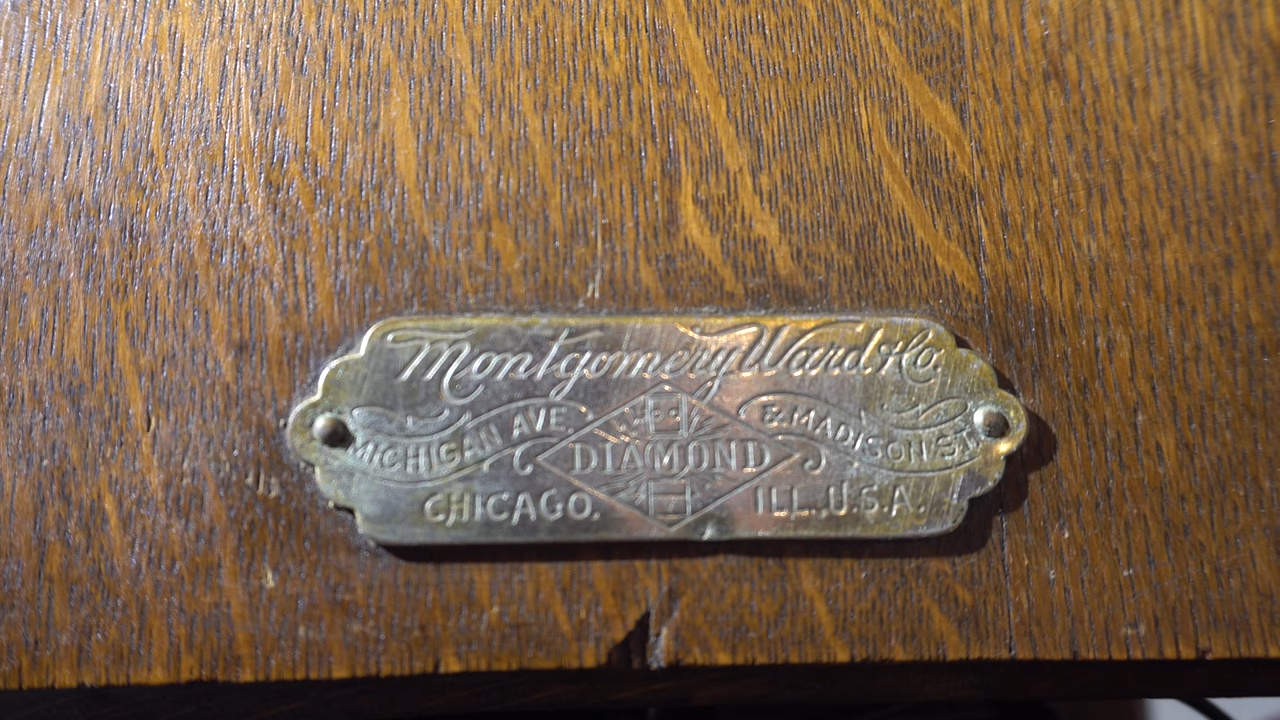 Montgomery Ward & Co.
MICHIGAN AVE. & MADISON ST.
DIAMOND
CHICAGO. ILL., U.S.A.